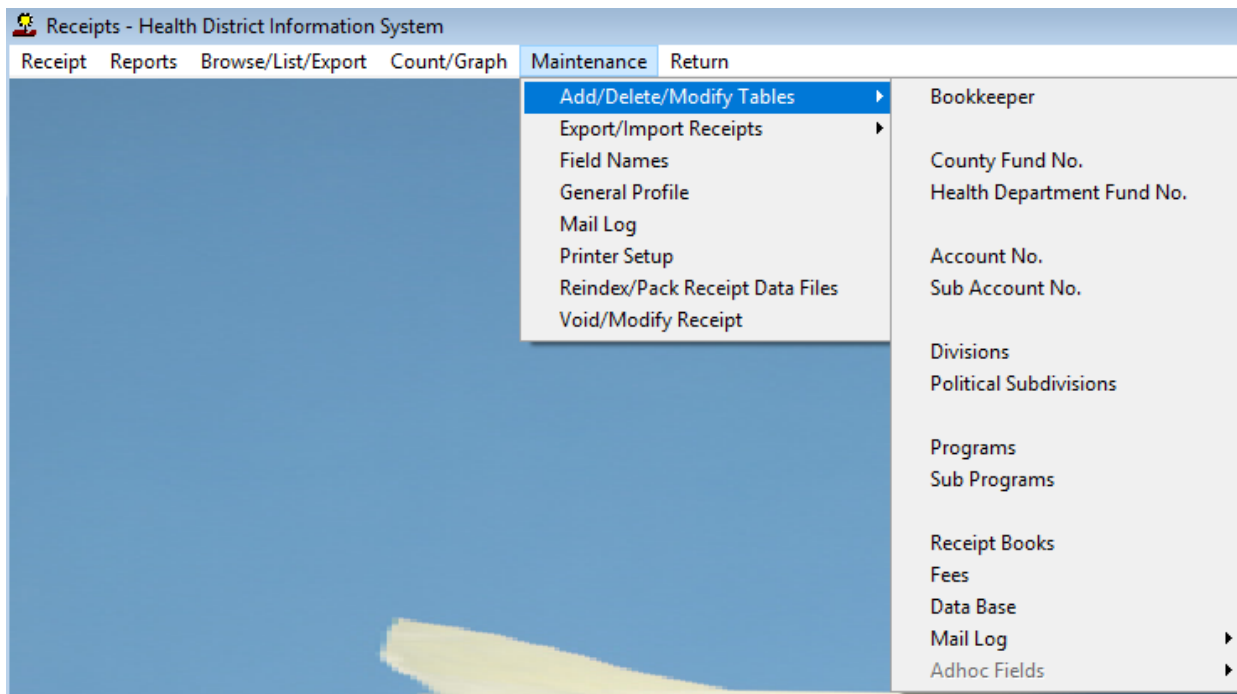 Receipts - Health District Information System
Receipt Reports Browse/List/Export Count/Graph Maintenance Return
Add/Delete/Modify Tables
Export/Import Receipts
Field Names
General Profile
Mail Log
Printer Setup
Reindex/Pack Receipt Data Files
Void/Modify Receipt
Bookkeeper
County Fund No.
Health Department Fund No.
Account No.
Sub Account No.
Divisions
Political Subdivisions
Programs
Sub Programs
Receipt Books
Fees
Data Base
Mail Log
Adhoc Fields